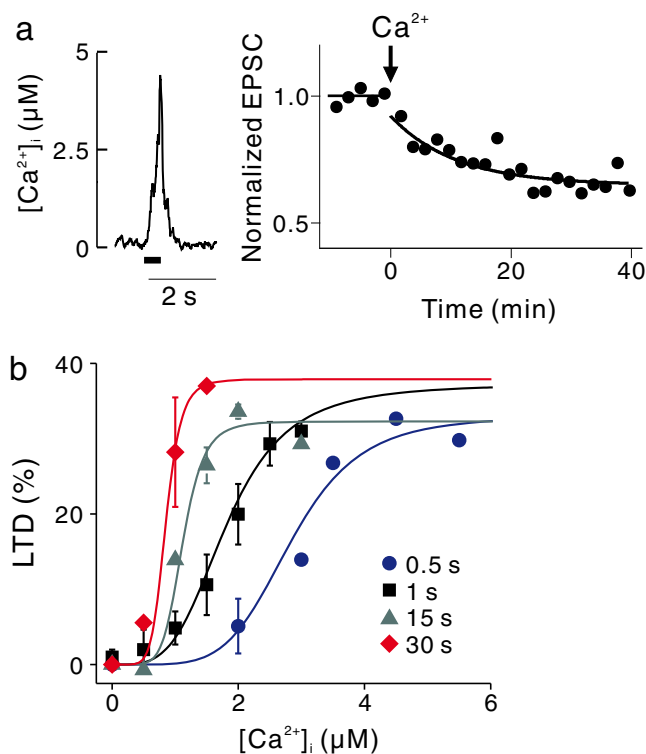 a
5
2.5
0
[Ca²⁺]ᵢ (μM)
2 s
Ca²⁺
1.0
0.5
Normalized EPSC
0 20 40
Time (min)
b
40
20
0
LTD (%)
0.5 s
1 s
15 s
30 s
0 2 4 6
[Ca²⁺]ᵢ (μM)